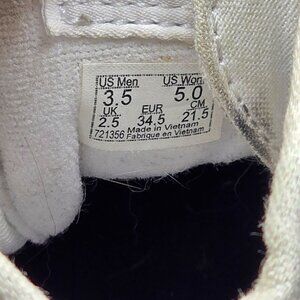 US Men US Wom
3.5 5.0
UK EUR CM
2.5 34.5 21.5
Made in Vietnam
721356 Fabrique en Vietnam